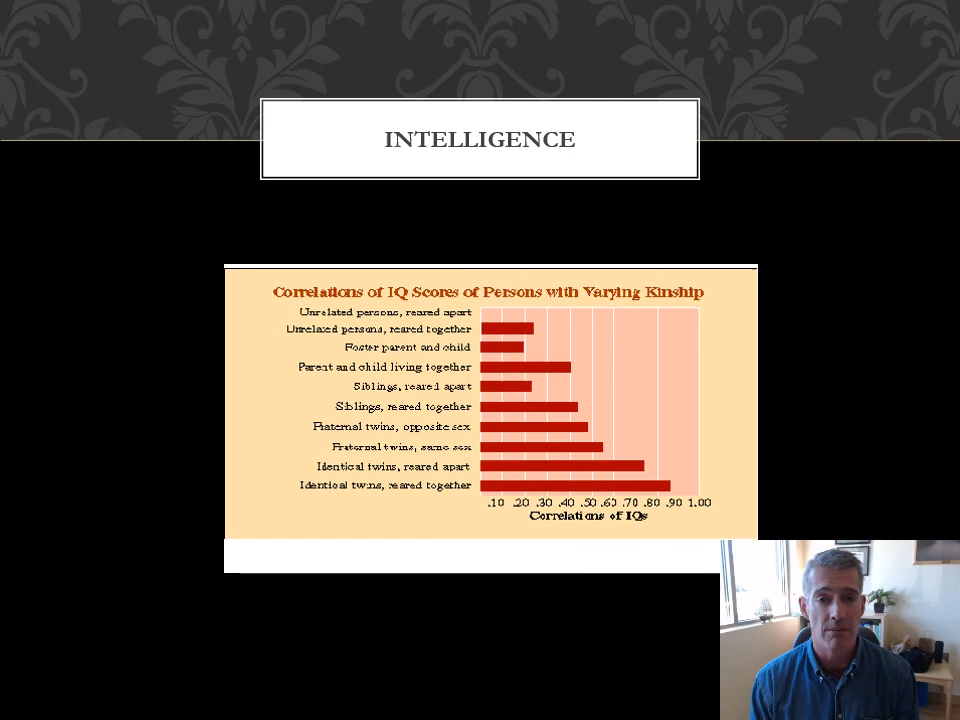 INTELLIGENCE
Correlations of IQ Scores of Persons with Varying Kinship
Unrelated persons, reared apart
Unrelated persons, reared together
Foster parent and child
Parent and child living together
Siblings, reared apart
Siblings, reared together
Fraternal twins, opposite sex
Fraternal twins, same sex
Identical twins, reared apart
Identical twins, reared together
.10 .20 .30 .40 .50 .60 .70 .80 .90 1.00
Correlations of IQs